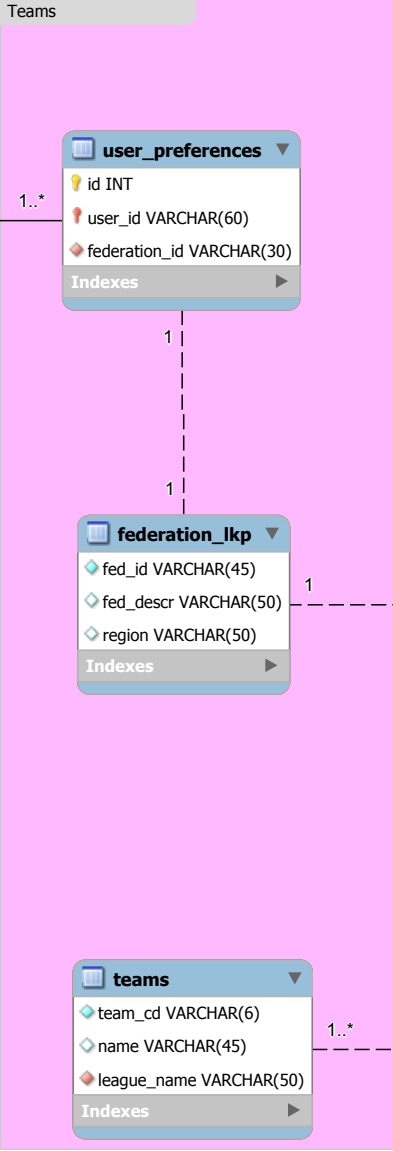 Teams
user_preferences
id INT
1..*
user_id VARCHAR(60)
federation_id VARCHAR(30)
Indexes
1
1
federation_lkp
fed_id VARCHAR(45)
1
fed_descr VARCHAR(50)
region VARCHAR(50)
Indexes
teams
team_cd VARCHAR(6)
1..*
name VARCHAR(45)
league_name VARCHAR(50)
Indexes